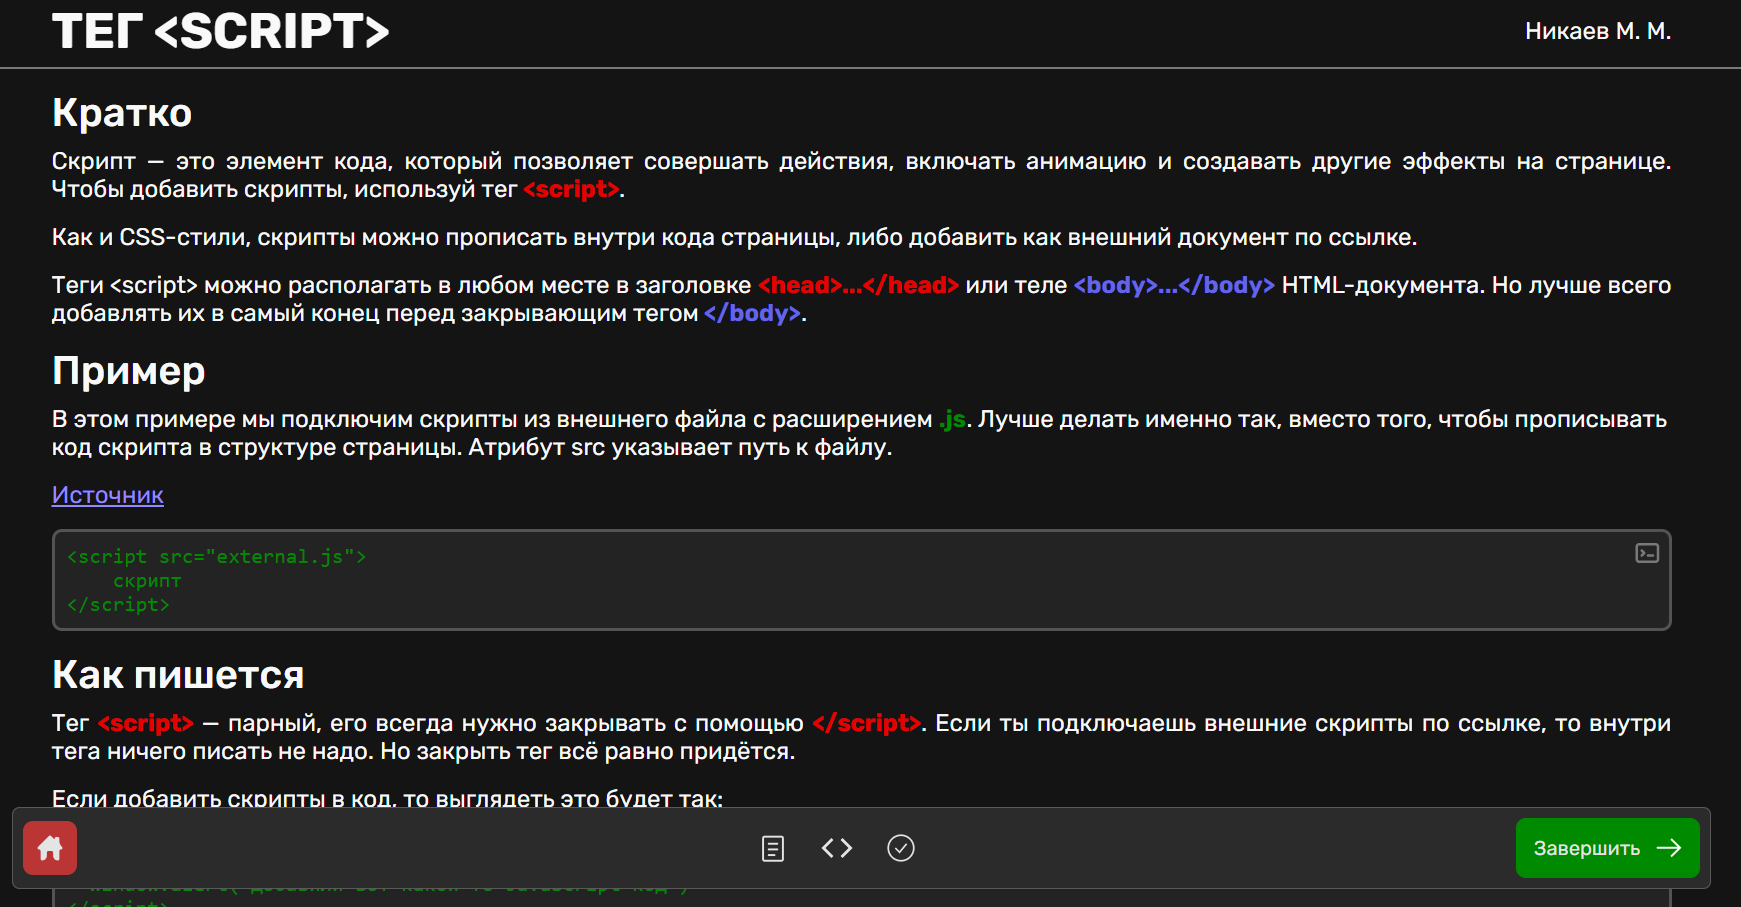 ТЕГ <SCRIPT>
Никаев М. М.
Кратко
Скрипт — это элемент кода, который позволяет совершать действия, включать анимацию и создавать другие эффекты на странице.
Чтобы добавить скрипты, используй тег <script>.
Как и CSS-стили, скрипты можно прописать внутри кода страницы, либо добавить как внешний документ по ссылке.
Теги <script> можно располагать в любом месте в заголовке <head>...</head> или теле <body>...</body> HTML-документа. Но лучше всего
добавлять их в самый конец перед закрывающим тегом </body>.
Пример
В этом примере мы подключим скрипты из внешнего файла с расширением .js. Лучше делать именно так, вместо того, чтобы прописывать
код скрипта в структуре страницы. Атрибут src указывает путь к файлу.
Источник
<script src="external.js">
скрипт
</script>
Как пишется
Тег <script> — парный, его всегда нужно закрывать с помощью </script>. Если ты подключаешь внешние скрипты по ссылке, то внутри
тега ничего писать не надо. Но закрыть тег всё равно придётся.
Если добавить скрипты в код, то выглядеть это будет так:
Завершить
</script>